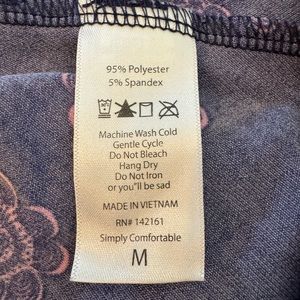 95% Polyester
5% Spandex
Machine Wash Cold
Gentle Cycle
Do Not Bleach
Hang Dry
Do Not Iron
or you"ll be sad
MADE IN VIETNAM
RN# 142161
Simply Comfortable
M